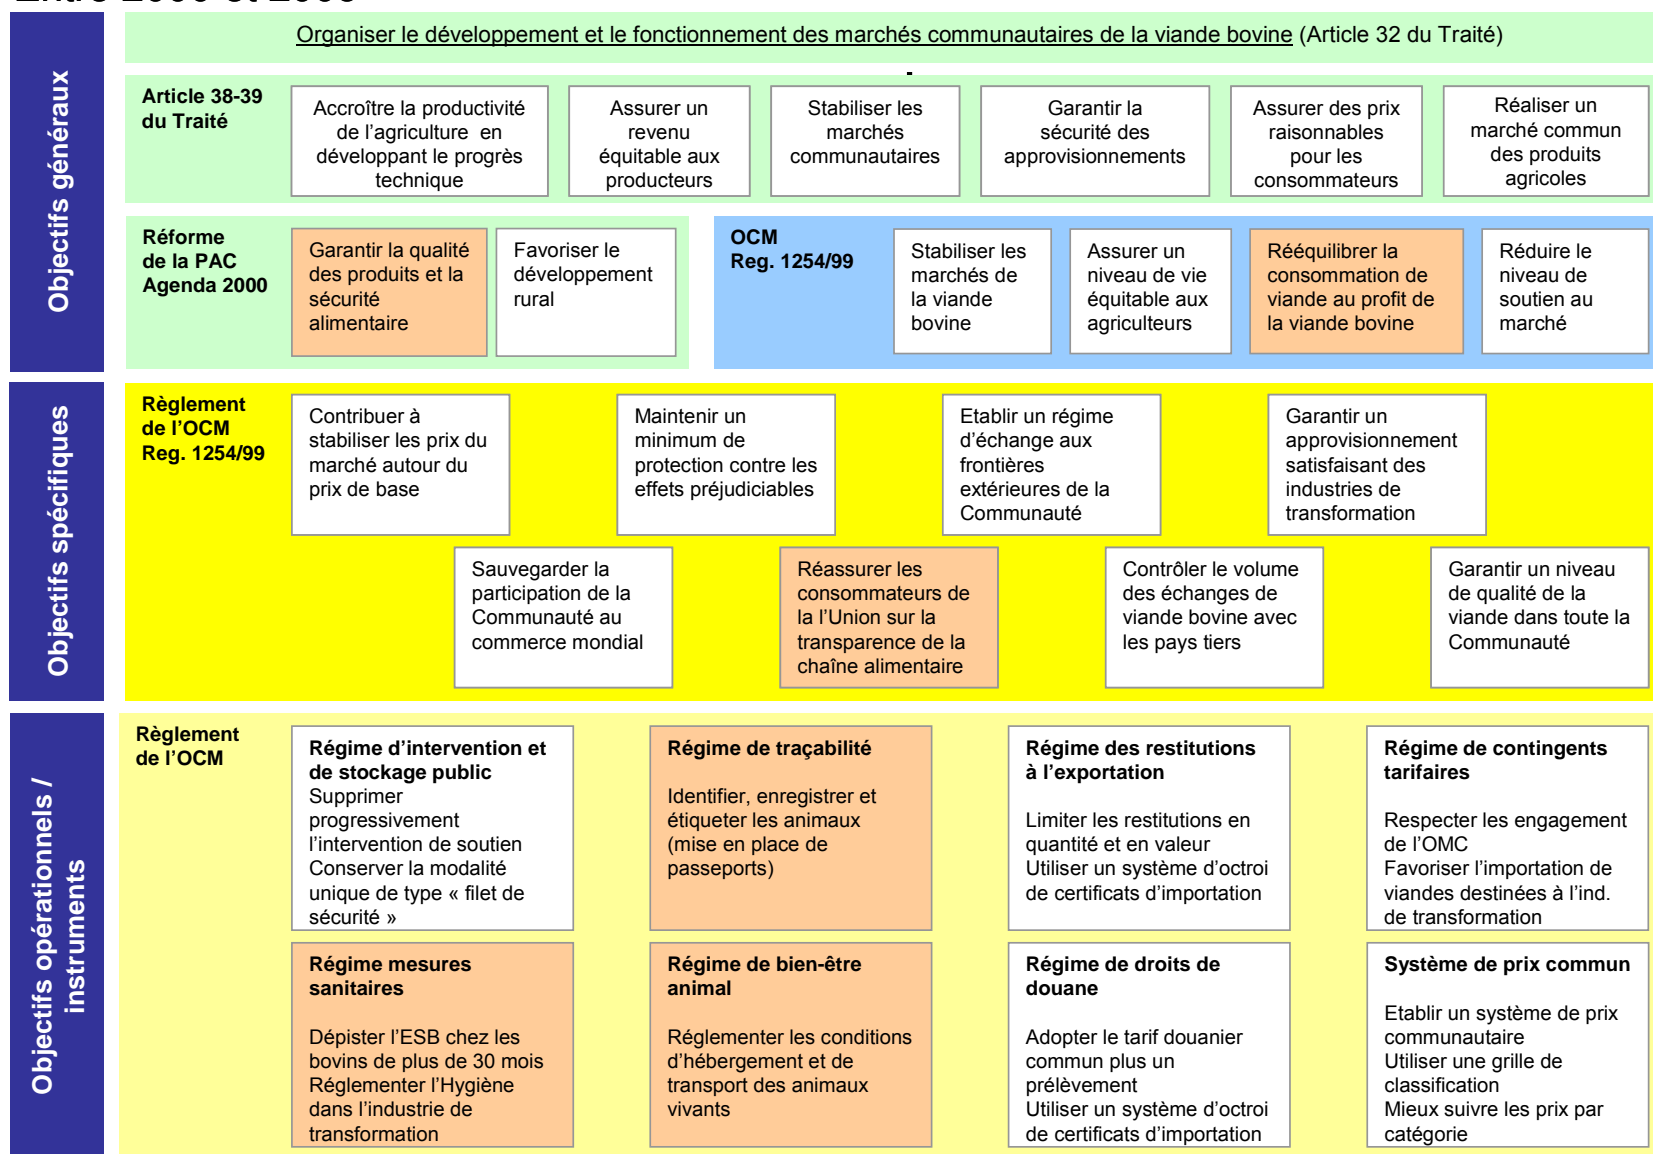 Objectifs généraux
Organiser le développement et le fonctionnement des marchés communautaires de la viande bovine (Article 32 du Traité)
Article 38-39
du Traité
Accroître la productivité
de l’agriculture en
développant le progrès
technique
Assurer un
revenu
équitable aux
producteurs
Stabiliser les
marchés
communautaires
Garantir la
sécurité des
approvisionnements
Assurer des prix
raisonnables
pour les
consommateurs
Réaliser un
marché commun
des produits
agricoles
Réforme
de la PAC
Agenda 2000
Garantir la qualité
des produits et la
sécurité
alimentaire
Favoriser le
développement
rural
OCM
Reg. 1254/99
Stabiliser les
marchés de
la viande
bovine
Assurer un
niveau de vie
équitable aux
agriculteurs
Rééquilibrer la
consommation de
viande au profit de
la viande bovine
Réduire le
niveau de
soutien au
marché
Objectifs spécifiques
Règlement
de l’OCM
Reg. 1254/99
Contribuer à
stabiliser les prix du
marché autour du
prix de base
Maintenir un
minimum de
protection contre les
effets préjudiciables
Etablir un régime
d’échange aux
frontières
extérieures de la
Communauté
Garantir un
approvisionnement
satisfaisant des
industries de
transformation
Sauvegarder la
participation de la
Communauté au
commerce mondial
Réassurer les
consommateurs de
la l’Union sur la
transparence de la
chaîne alimentaire
Contrôler le volume
des échanges de
viande bovine avec
les pays tiers
Garantir un niveau
de qualité de la
viande dans toute la
Communauté
Objectifs opérationnels /
instruments
Règlement
de l’OCM
Régime d’intervention et
de stockage public
Supprimer
progressivement
l’intervention de soutien
Conserver la modalité
unique de type « filet de
sécurité »
Régime de traçabilité
Identifier, enregistrer et
étiqueter les animaux
(mise en place de
passeports)
Régime des restitutions
à l’exportation
Limiter les restitutions en
quantité et en valeur
Utiliser un système d’octroi
de certificats d’importation
Régime de contingents
tarifaires
Respecter les engagement
de l’OMC
Favoriser l’importation de
viandes destinées à l’ind.
de transformation
Régime mesures
sanitaires
Dépister l’ESB chez les
bovins de plus de 30 mois
Réglementer l’Hygiène
dans l’industrie de
transformation
Régime de bien-être
animal
Réglementer les conditions
d’hébergement et de
transport des animaux
vivants
Régime de droits de
douane
Adopter le tarif douanier
commun plus un
prélèvement
Utiliser un système d’octroi
de certificats d’importation
Système de prix commun
Etablir un système de prix
communautaire
Utiliser une grille de
classification
Mieux suivre les prix par
catégorie